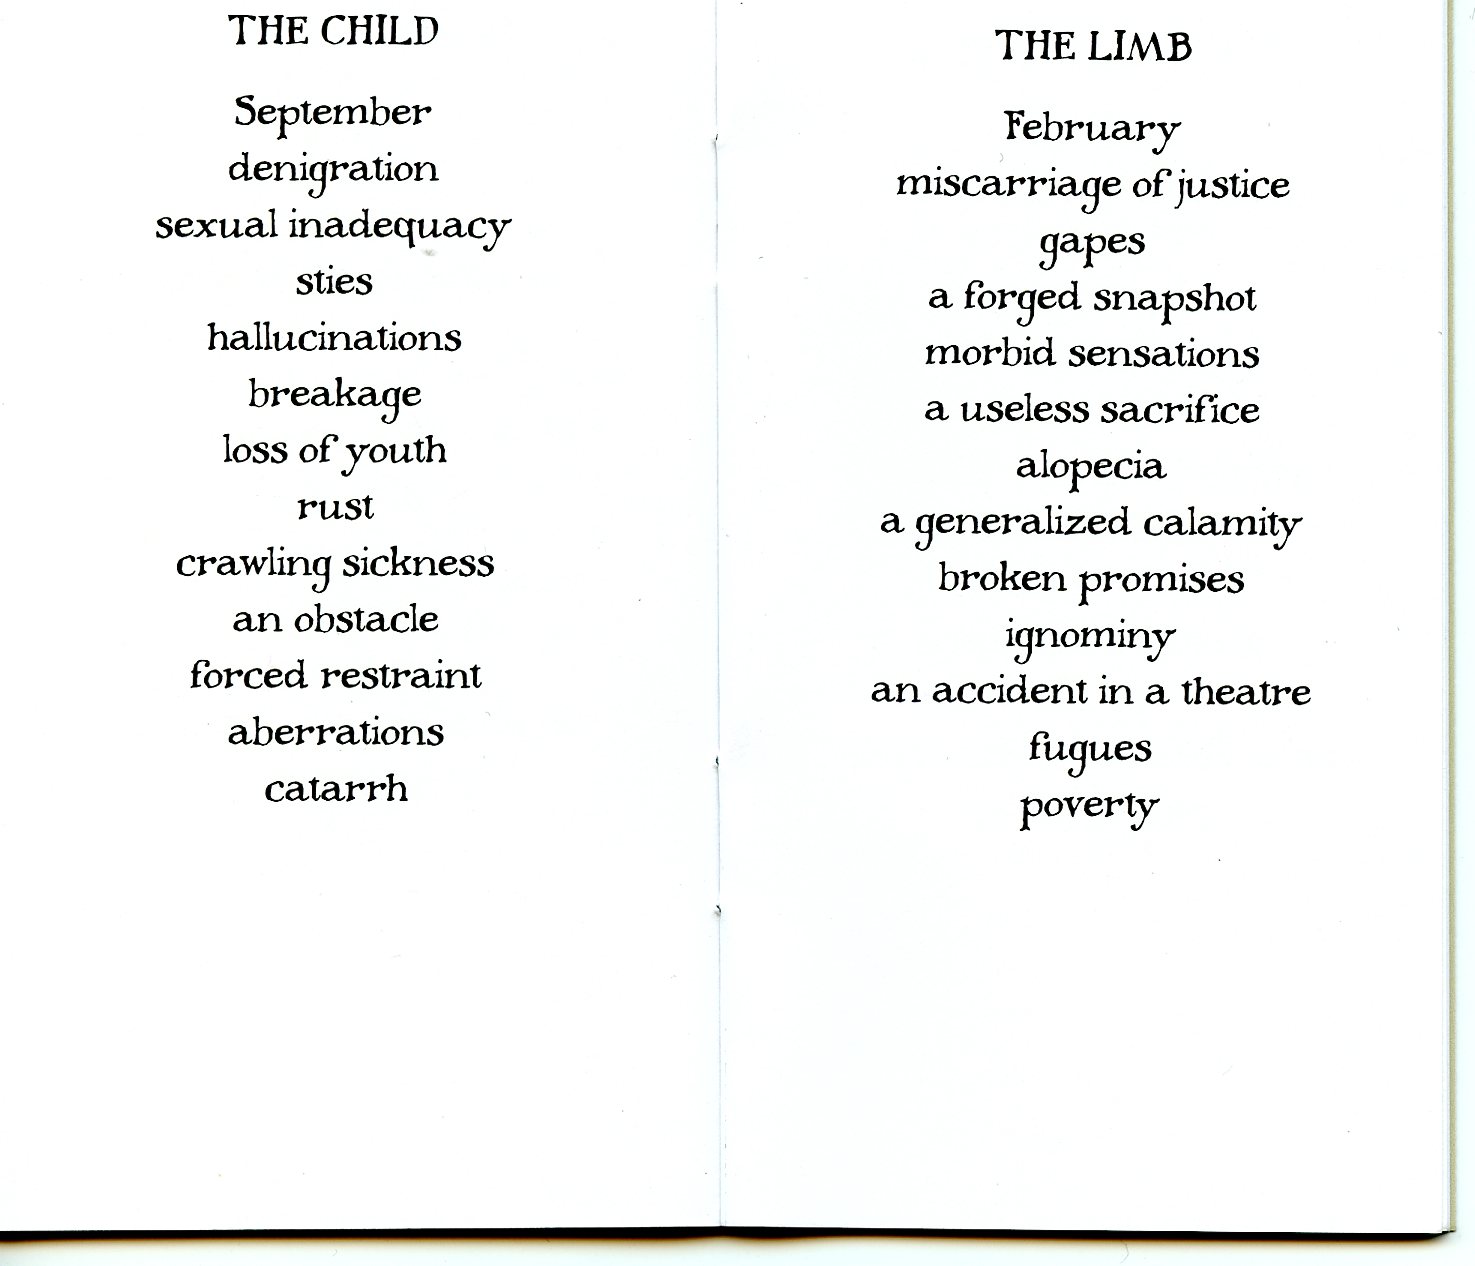 THE CHILD
September
denigration
sexual inadequacy
sties
hallucinations
breakage
loss of youth
rust
crawling sickness
an obstacle
forced restraint
aberrations
catarrh
THE LIMB
February
miscarriage of justice
gapes
a forged snapshot
morbid sensations
a useless sacrifice
alopecia
a generalized calamity
broken promises
ignominy
an accident in a theatre
fugues
poverty